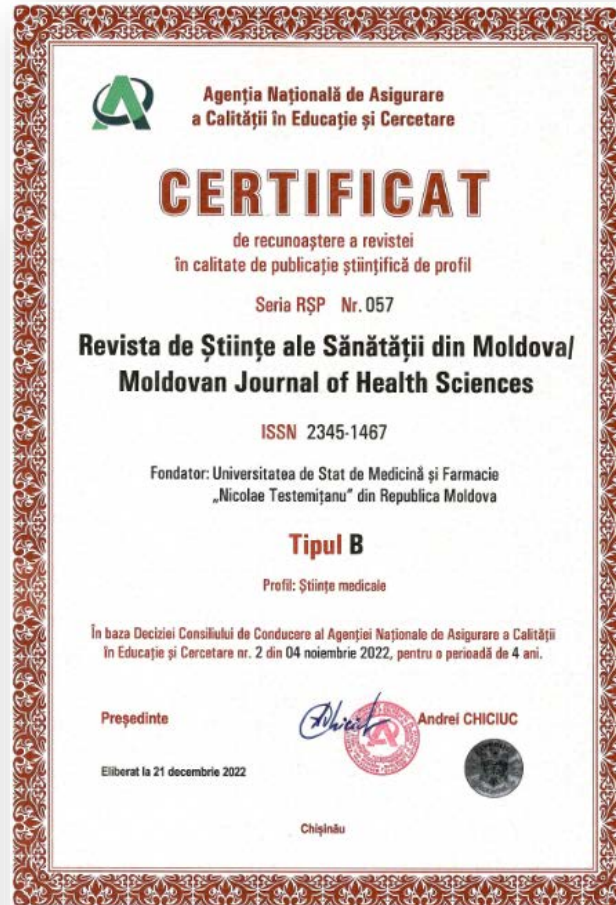 Agenția Națională de Asigurare
a Calității în Educație și Cercetare
CERTIFICAT
de recunoaștere a revistei
în calitate de publicație științifică de profil
Seria RȘP Nr. 057
Revista de Științe ale Sănătății din Moldova/
Moldovan Journal of Health Sciences
ISSN 2345-1467
Fondator: Universitatea de Stat de Medicină și Farmacie
„Nicolae Testemițanu” din Republica Moldova
Tipul B
Profil: Științe medicale
În baza Deciziei Consiliului de Conducere al Agenției Naționale de Asigurare a Calității
în Educație și Cercetare nr. 2 din 04 noiembrie 2022, pentru o perioadă de 4 ani.
Președinte Andrei CHICIUC
Eliberat la 21 decembrie 2022
Chișinău